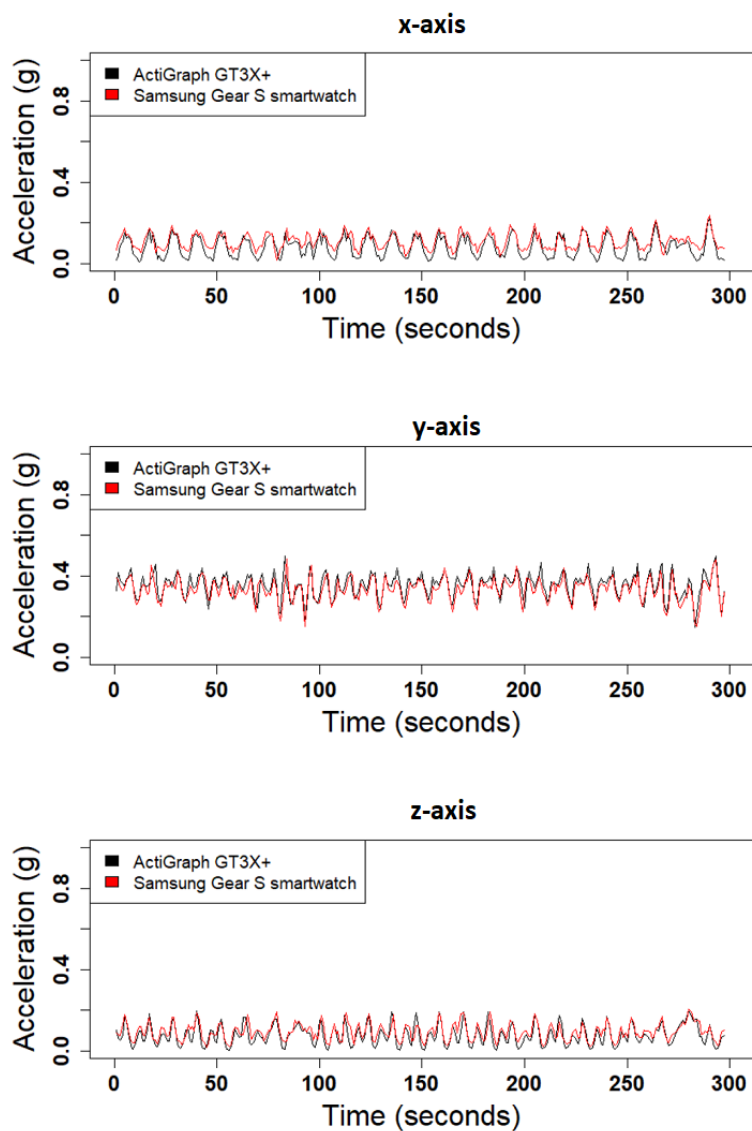 x-axis
ActiGraph GT3X+
Samsung Gear S smartwatch
Acceleration (g)
0.8
0.4
0.0
0 50 100 150 200 250 300
Time (seconds)
y-axis
ActiGraph GT3X+
Samsung Gear S smartwatch
Acceleration (g)
0.8
0.4
0.0
0 50 100 150 200 250 300
Time (seconds)
z-axis
ActiGraph GT3X+
Samsung Gear S smartwatch
Acceleration (g)
0.8
0.4
0.0
0 50 100 150 200 250 300
Time (seconds)